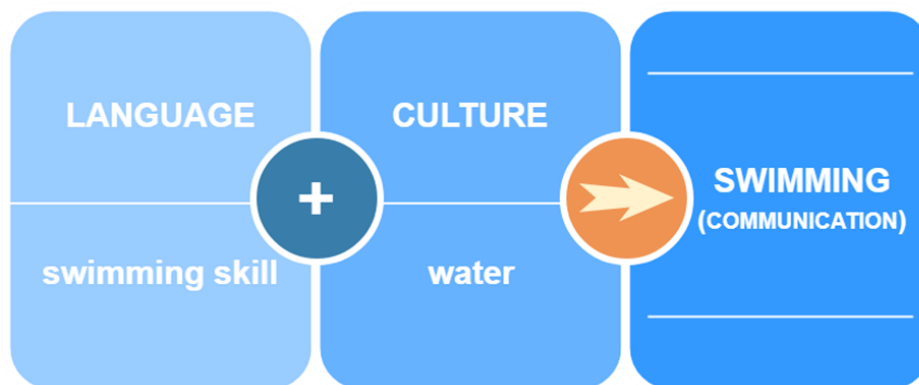 LANGUAGE
swimming skill
+
CULTURE
water
SWIMMING
(COMMUNICATION)